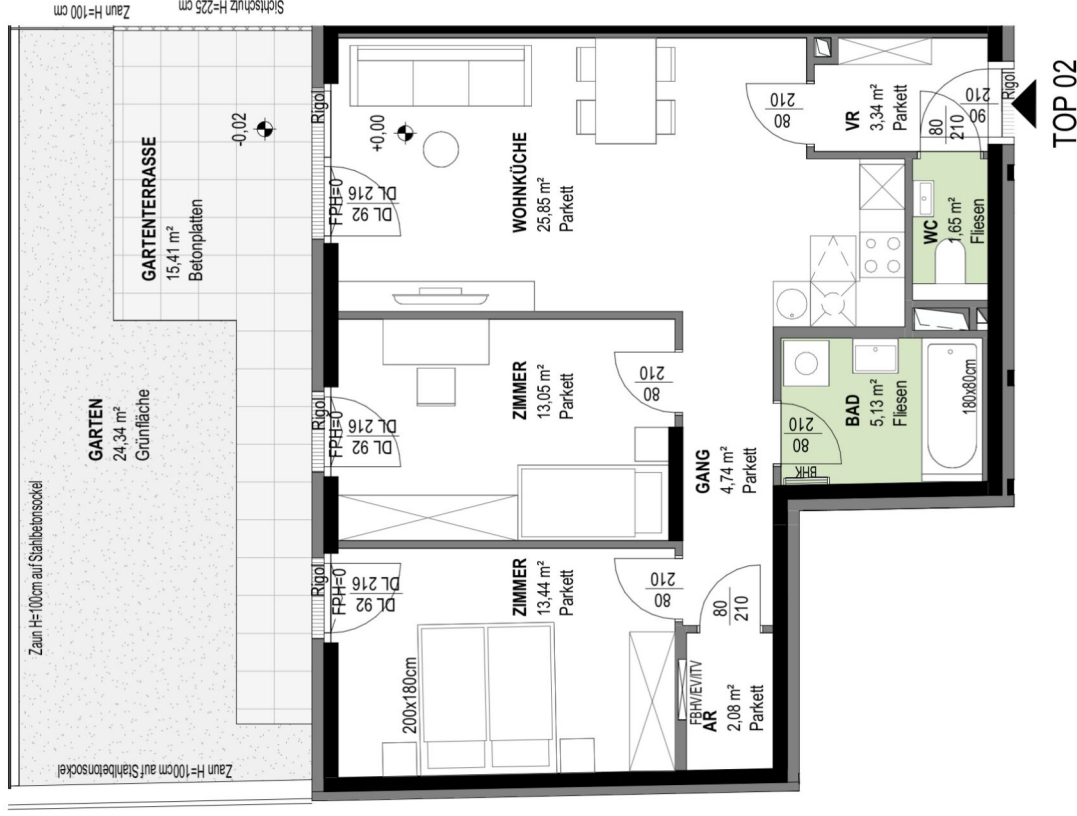 Zaun H=100 cm
Sichtschutz H=225 cm
Zaun H=100cm auf Stahlbetonsockel
Zaun H=100cm auf Stahlbetonsockel
GARTEN
24,34 m²
Grünfläche
GARTENTERRASSE
15,41 m²
Betonplatten
-0,02
Rigol
FPH=0
DL 92
DL 216
+0,00
WOHNKÜCHE
25,85 m²
Parkett
80
210
VR
3,34 m²
Parkett
90
210
Rigol
TOP 02
80
210
WC
1,65 m²
Fliesen
Rigol
FPH=0
DL 92
DL 216
ZIMMER
13,05 m²
Parkett
80
210
GANG
4,74 m²
Parkett
80
210
BHK
BAD
5,13 m²
Fliesen
180x80cm
Rigol
FPH=0
DL 92
DL 216
ZIMMER
13,44 m²
Parkett
200x180cm
80
210
80
210
FBHV/EV/ITV
AR
2,08 m²
Parkett